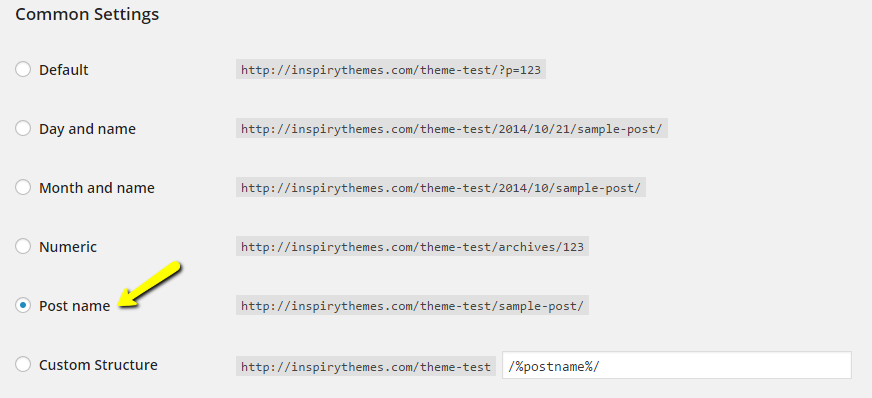 Common Settings
Default http://inspirythemes.com/theme-test/?p=123
Day and name http://inspirythemes.com/theme-test/2014/10/21/sample-post/
Month and name http://inspirythemes.com/theme-test/2014/10/sample-post/
Numeric http://inspirythemes.com/theme-test/archives/123
Post name http://inspirythemes.com/theme-test/sample-post/
Custom Structure http://inspirythemes.com/theme-test /%postname%/